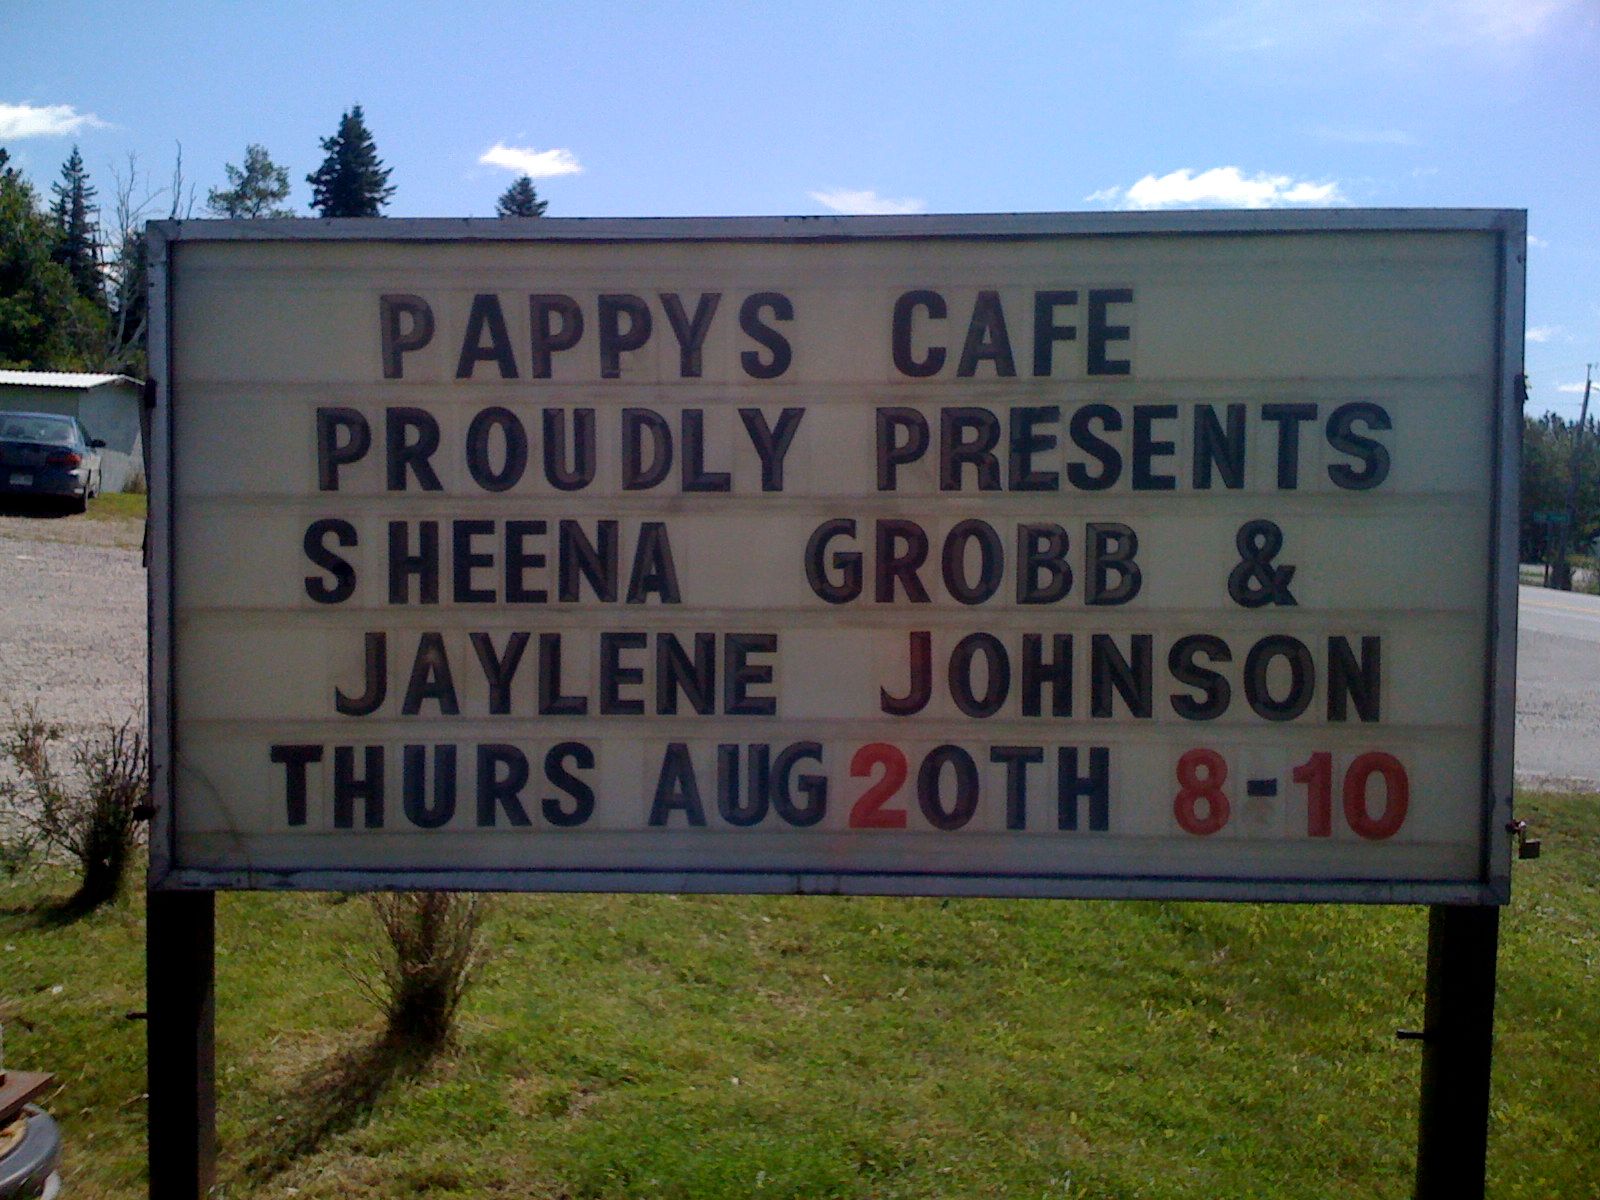 PAPPYS CAFE
PROUDLY PRESENTS
SHEENA GROBB &
JAYLENE JOHNSON
THURS AUG 20TH 8-10